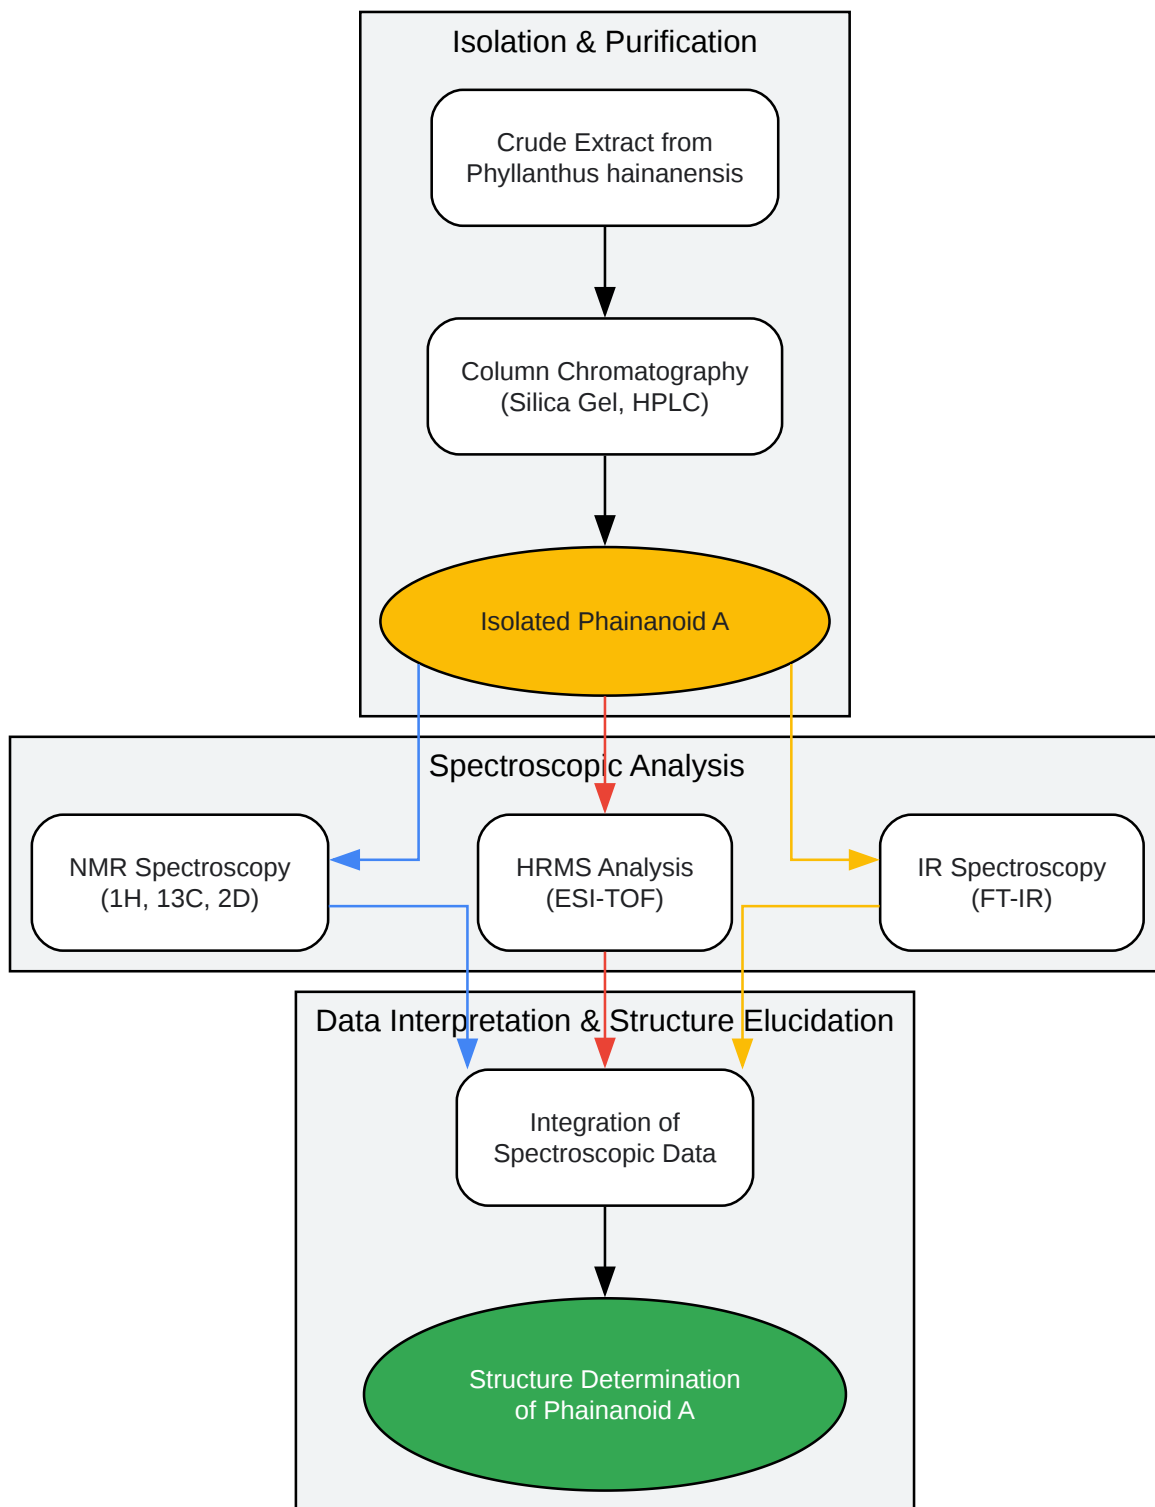 Isolation & Purification
Crude Extract from
Phyllanthus hainanensis
Column Chromatography
(Silica Gel, HPLC)
Isolated Phainanoid A
Spectroscopic Analysis
NMR Spectroscopy
(1H, 13C, 2D)
HRMS Analysis
(ESI-TOF)
IR Spectroscopy
(FT-IR)
Data Interpretation & Structure Elucidation
Integration of
Spectroscopic Data
Structure Determination
of Phainanoid A